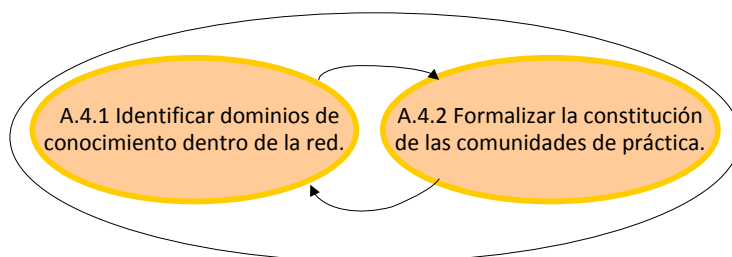 A.4.1 Identificar dominios de
conocimiento dentro de la red.
A.4.2 Formalizar la constitución
de las comunidades de práctica.